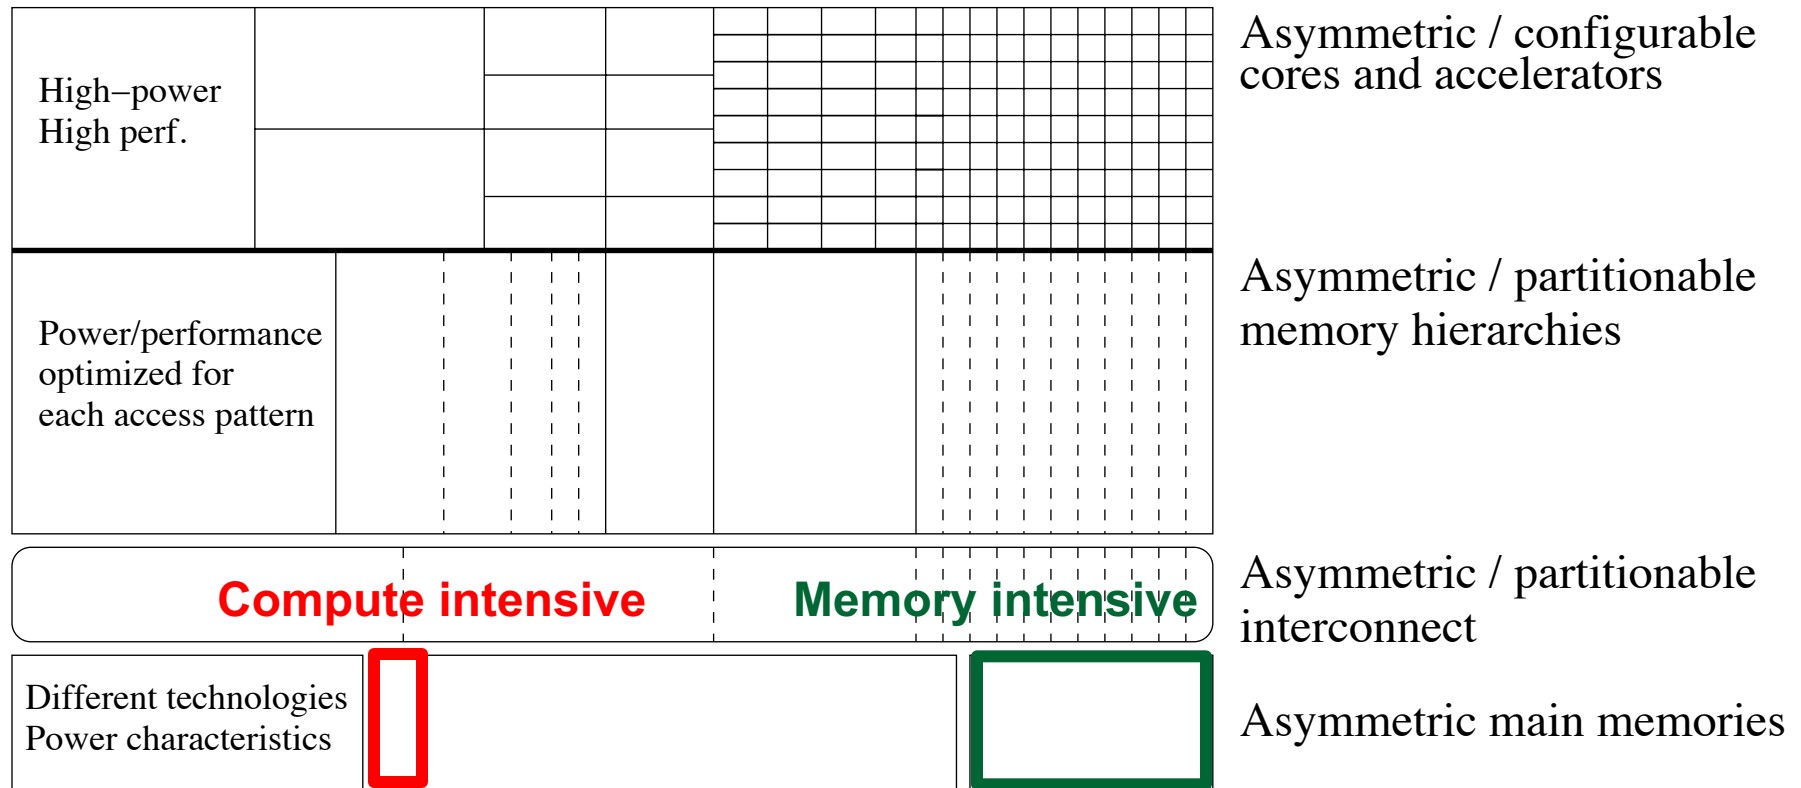 High−power
High perf.
Asymmetric / configurable
cores and accelerators
Power/performance
optimized for
each access pattern
Asymmetric / partitionable
memory hierarchies
Compute intensive
Memory intensive
Asymmetric / partitionable
interconnect
Different technologies
Power characteristics
Asymmetric main memories